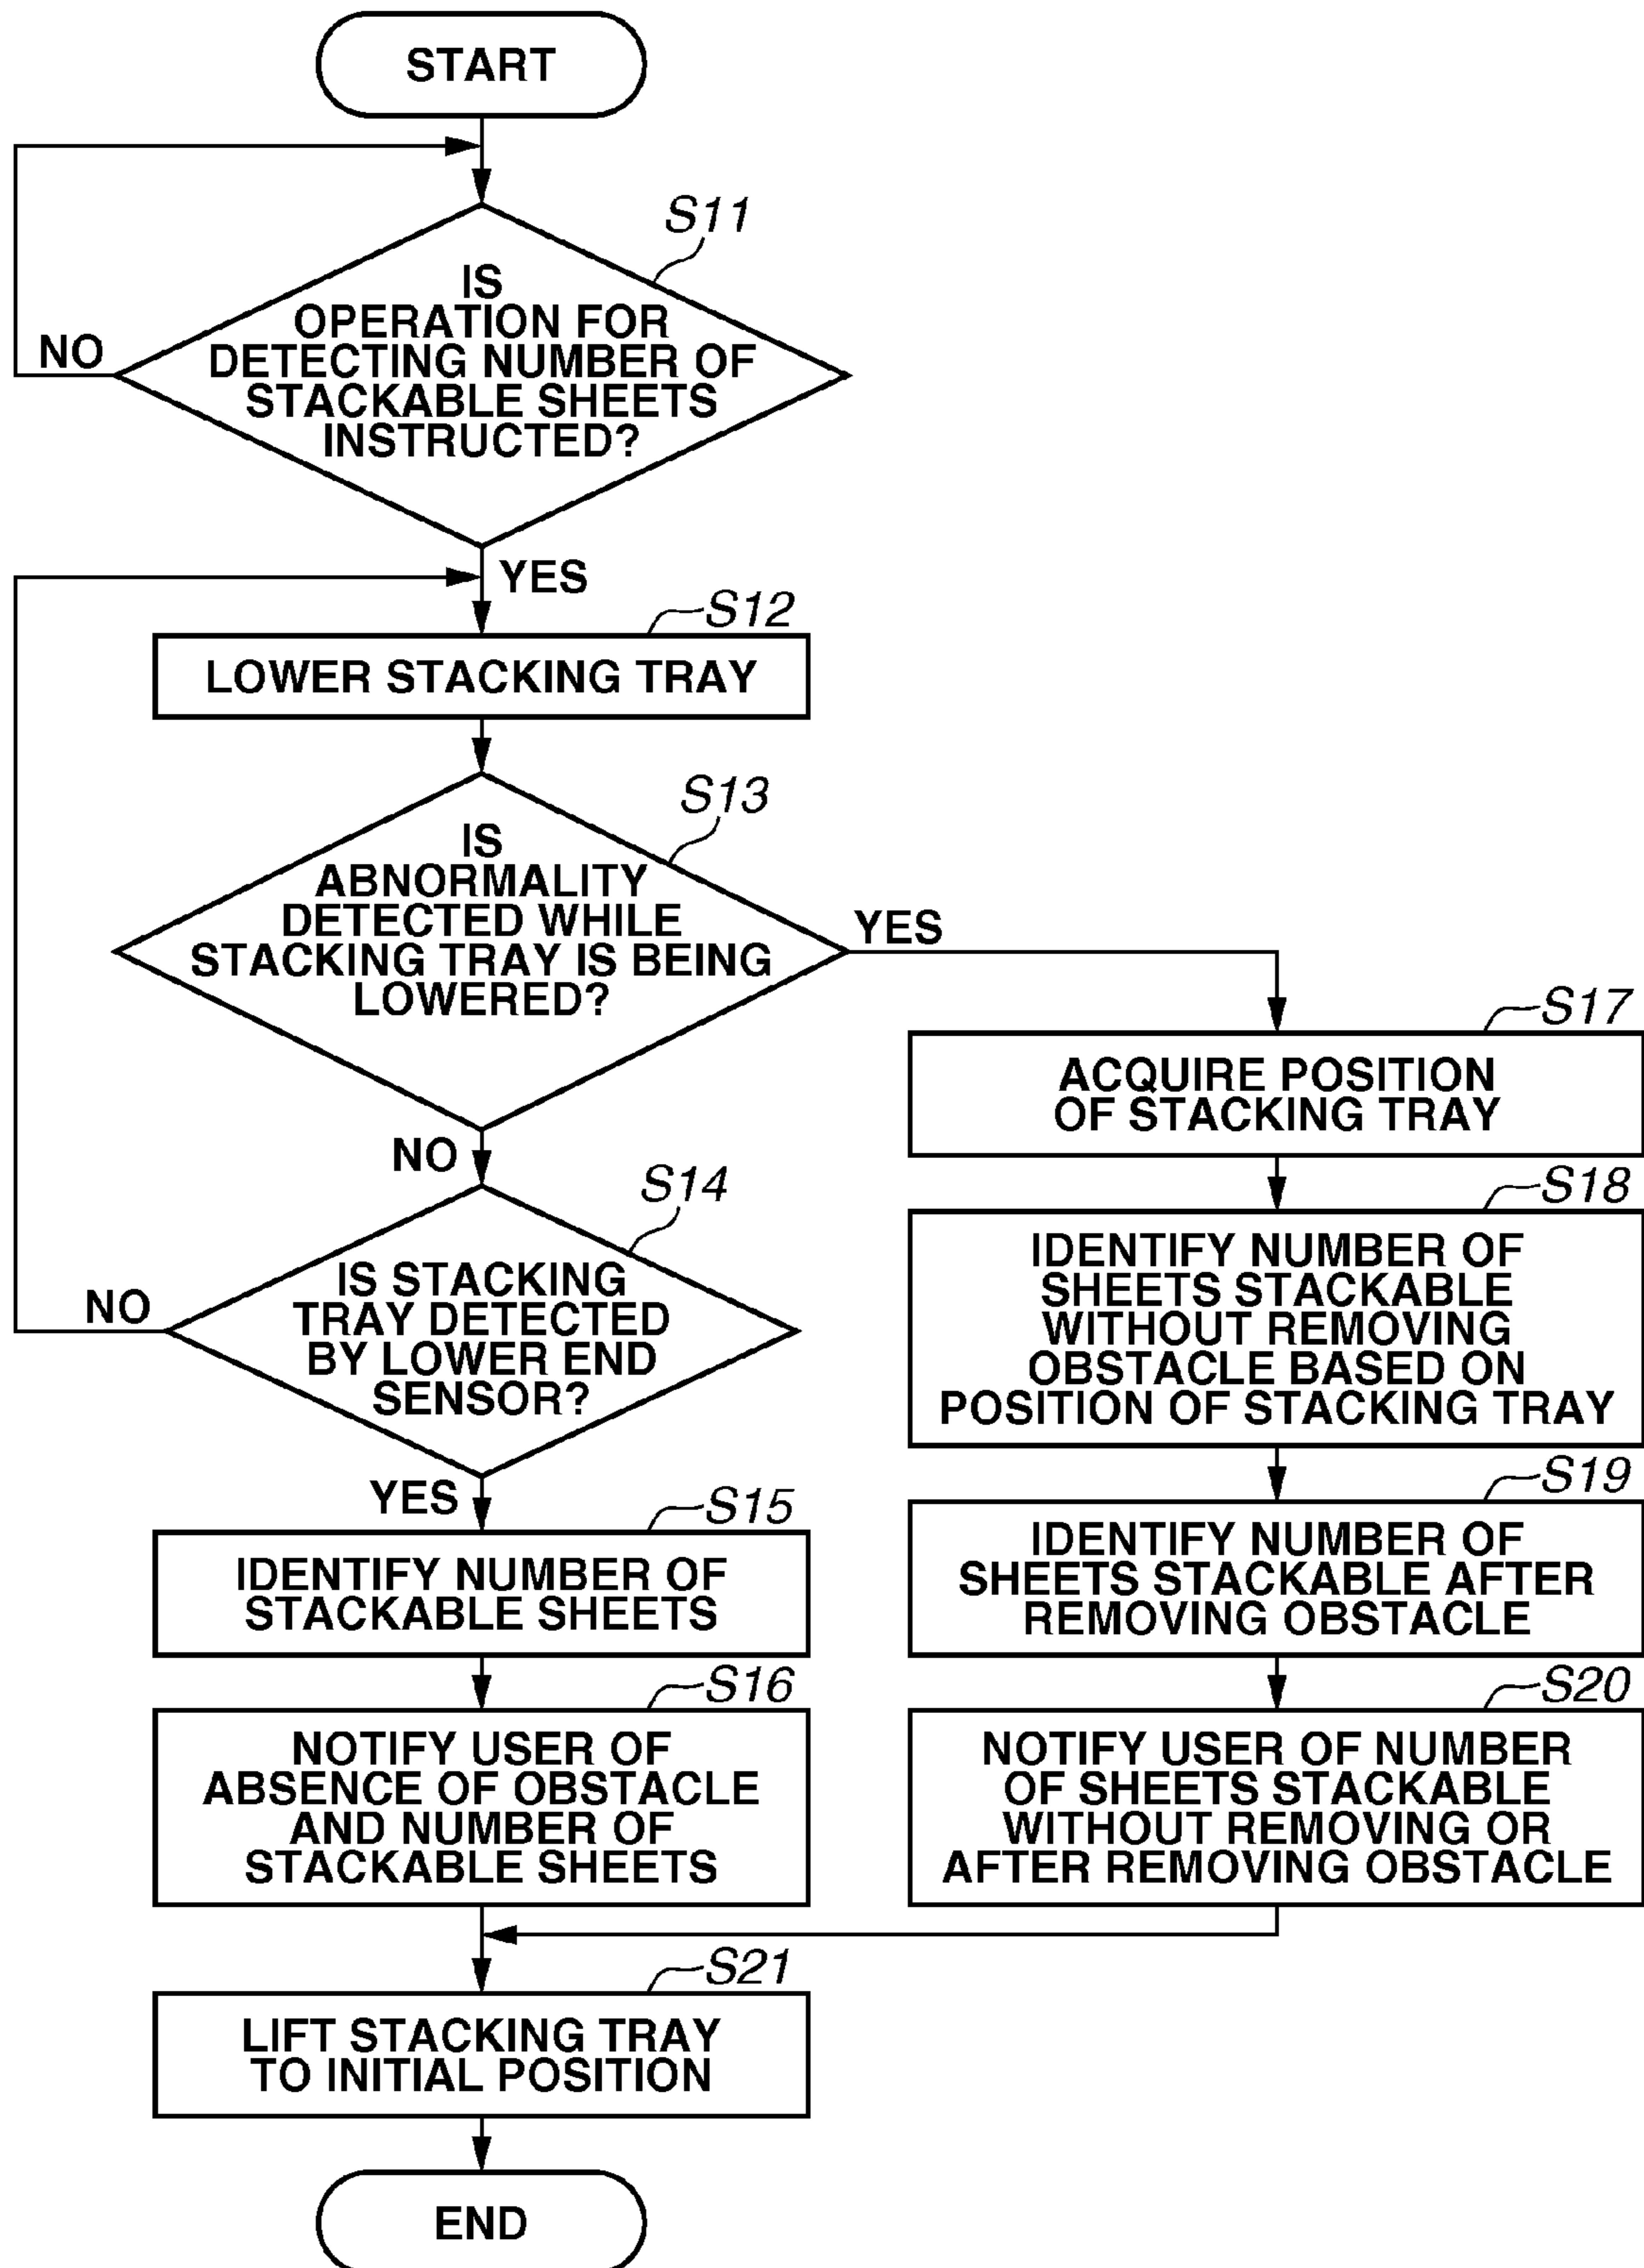 START
S11
IS
OPERATION FOR
DETECTING NUMBER OF
STACKABLE SHEETS
INSTRUCTED?
NO
YES
S12
LOWER STACKING TRAY
S13
IS
ABNORMALITY
DETECTED WHILE
STACKING TRAY IS BEING
LOWERED?
YES
NO
S14
IS STACKING
TRAY DETECTED
BY LOWER END
SENSOR?
NO
YES
S15
IDENTIFY NUMBER OF
STACKABLE SHEETS
S16
NOTIFY USER OF
ABSENCE OF OBSTACLE
AND NUMBER OF
STACKABLE SHEETS
S17
ACQUIRE POSITION
OF STACKING TRAY
S18
IDENTIFY NUMBER OF
SHEETS STACKABLE
WITHOUT REMOVING
OBSTACLE BASED ON
POSITION OF STACKING TRAY
S19
IDENTIFY NUMBER OF
SHEETS STACKABLE AFTER
REMOVING OBSTACLE
S20
NOTIFY USER OF NUMBER
OF SHEETS STACKABLE
WITHOUT REMOVING OR
AFTER REMOVING OBSTACLE
S21
LIFT STACKING TRAY
TO INITIAL POSITION
END